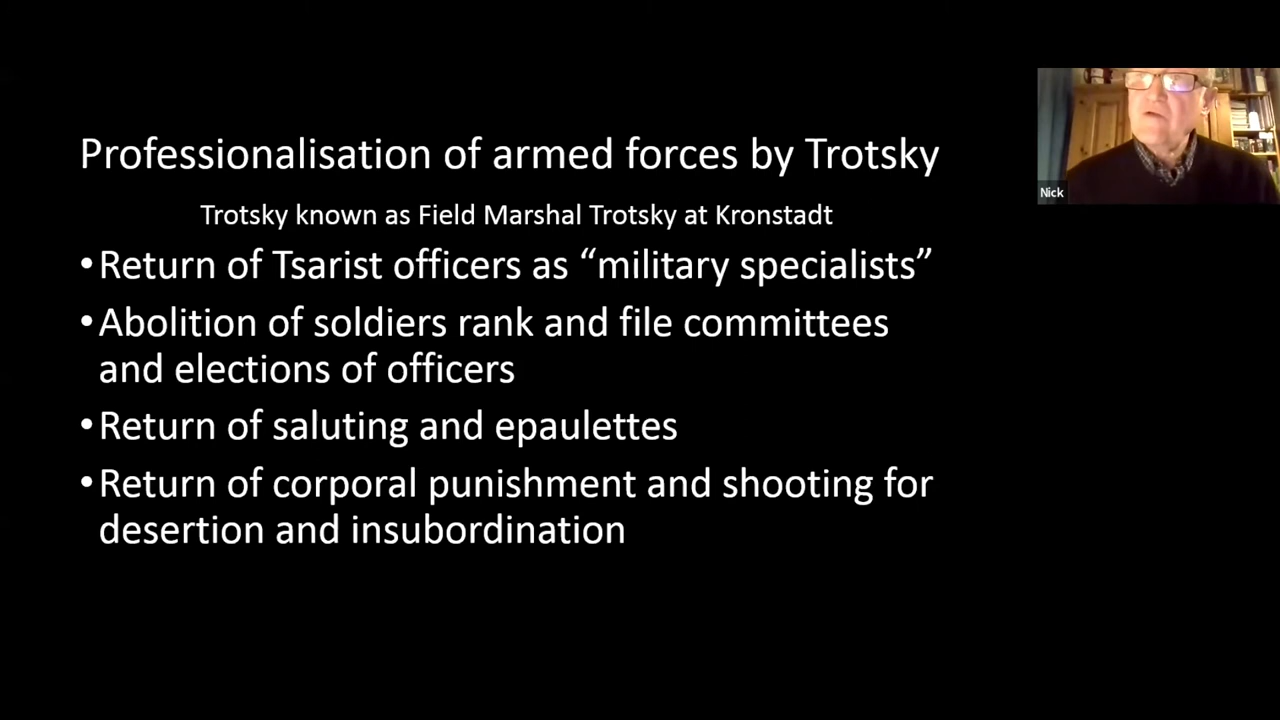 Professionalisation of armed forces by Trotsky
Trotsky known as Field Marshal Trotsky at Kronstadt
•Return of Tsarist officers as “military specialists”
•Abolition of soldiers rank and file committees
and elections of officers
•Return of saluting and epaulettes
•Return of corporal punishment and shooting for
desertion and insubordination
Nick